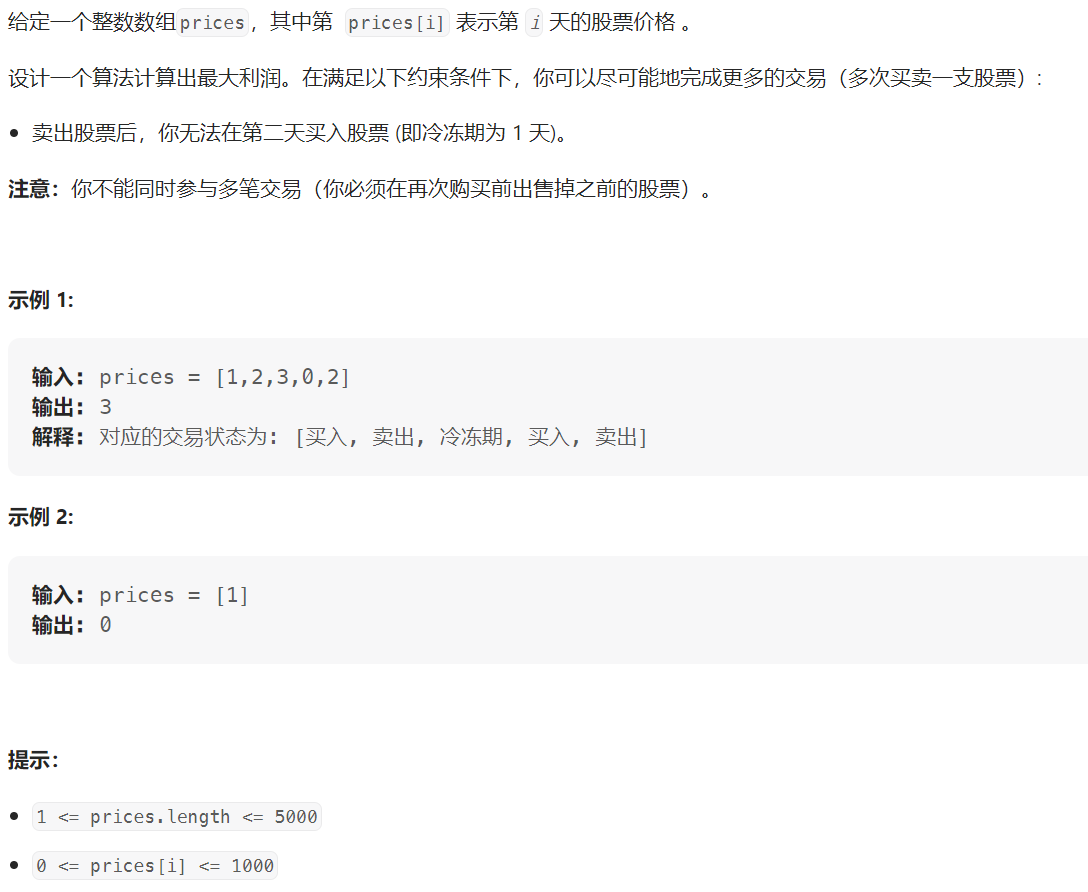 给定一个整数数组prices，其中第 prices[i] 表示第 i 天的股票价格 。
设计一个算法计算出最大利润。在满足以下约束条件下，你可以尽可能地完成更多的交易（多次买卖一支股票）:
• 卖出股票后，你无法在第二天买入股票 (即冷冻期为 1 天)。
注意：你不能同时参与多笔交易（你必须在再次购买前出售掉之前的股票）。
示例 1:
输入: prices = [1,2,3,0,2]
输出: 3
解释: 对应的交易状态为: [买入, 卖出, 冷冻期, 买入, 卖出]
示例 2:
输入: prices = [1]
输出: 0
提示：
• 1 <= prices.length <= 5000
• 0 <= prices[i] <= 1000